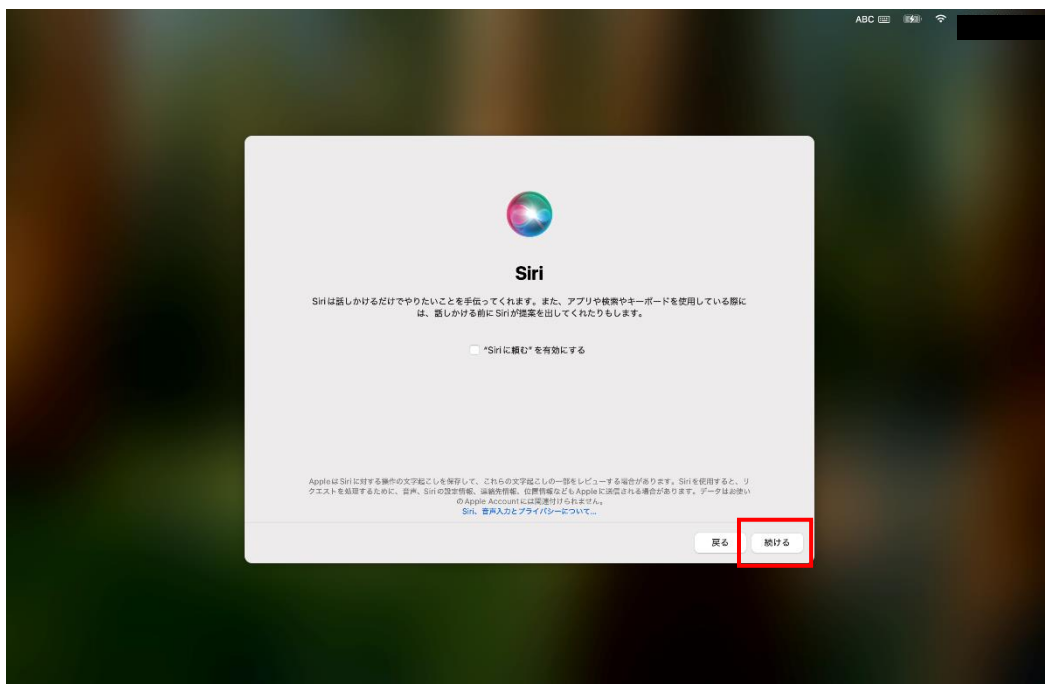 ABC
Siri
Siriは話しかけるだけでやりたいことを手伝ってくれます。また、アプリや検索やキーボードを使用している際に
は、話しかける前にSiriが提案を出してくれたりもします。
"Siriに頼む"を有効にする
AppleはSiriに対する操作の文字起こしを保存して、これらの文字起こしの一部をレビューする場合があります。Siriを使用すると、リ
クエストを処理するために、音声、Siriの設定情報、連絡先情報、位置情報などもAppleに送信される場合があります。データはお使い
のApple Accountには関連付けられません。
Siri、音声入力とプライバシーについて...
戻る
続ける